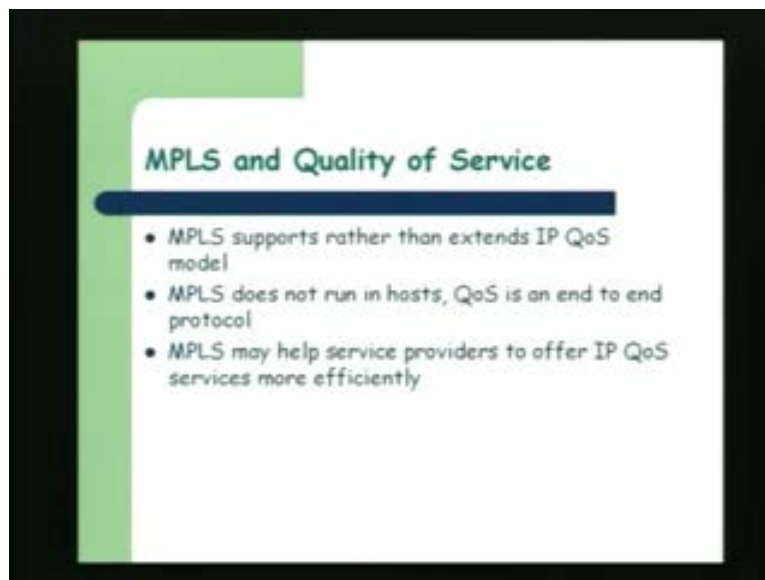 MPLS and Quality of Service
• MPLS supports rather than extends IP QoS
model
• MPLS does not run in hosts, QoS is an end to end
protocol
• MPLS may help service providers to offer IP QoS
services more efficiently